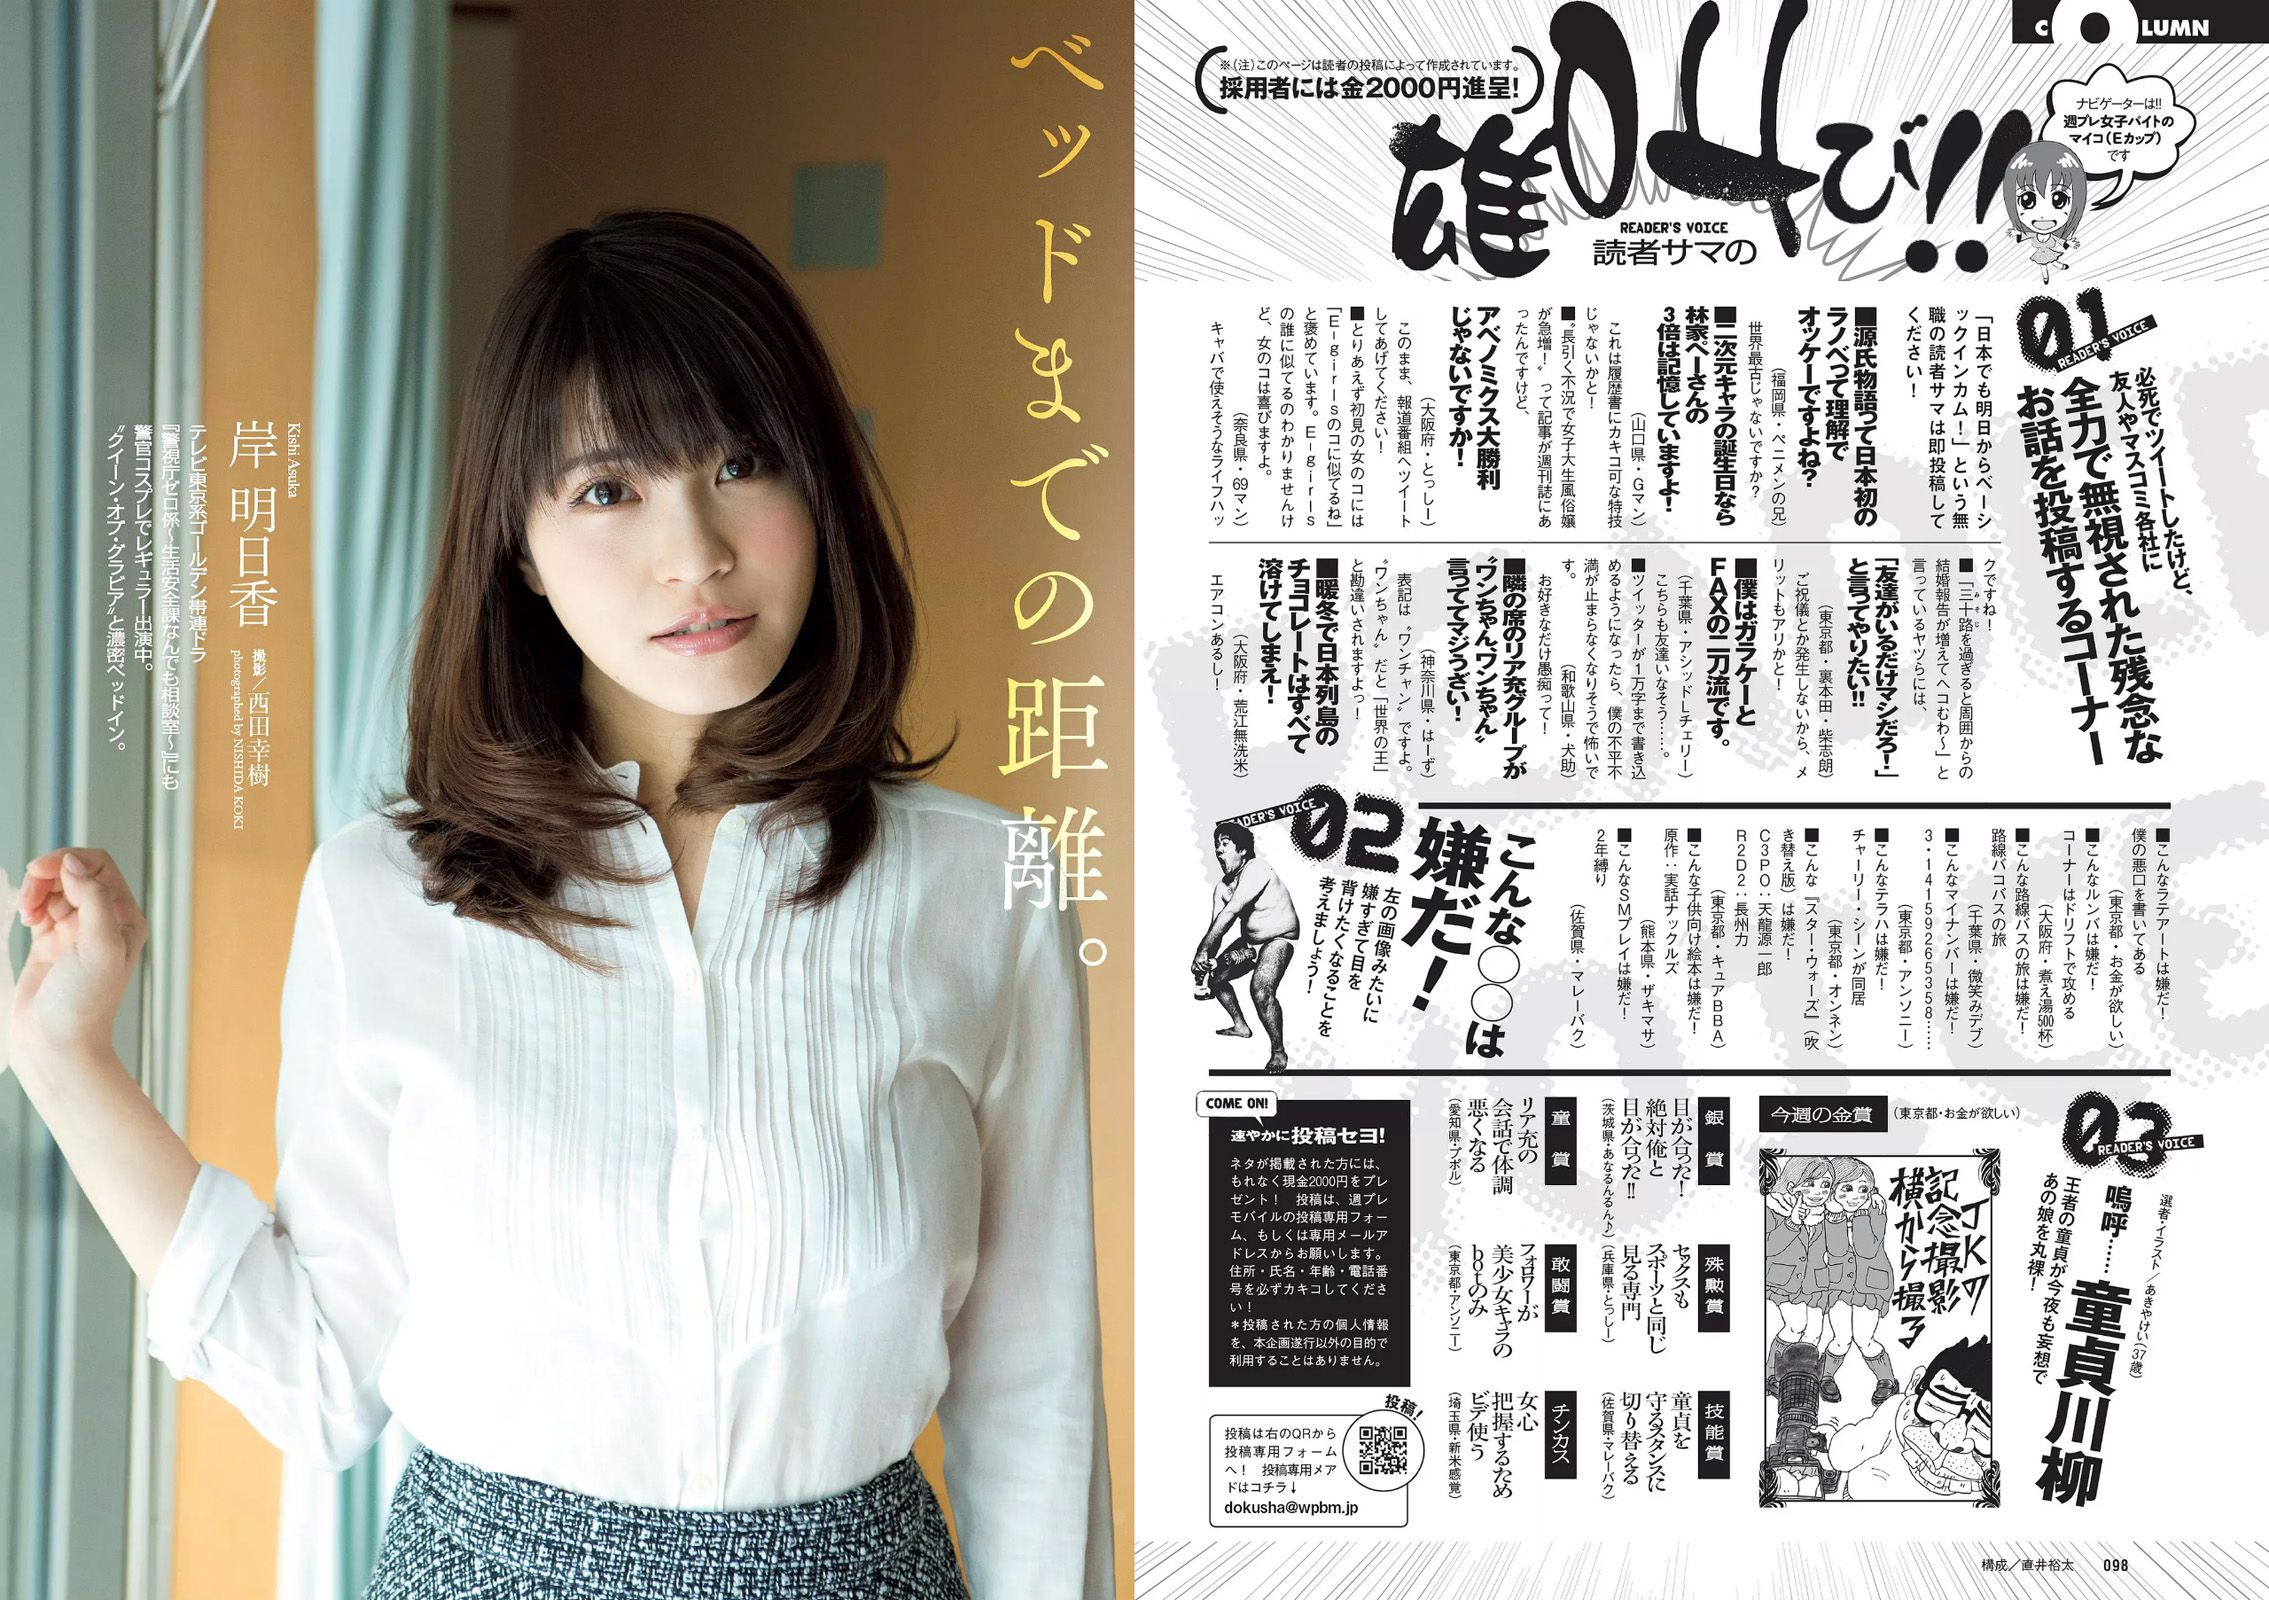 COLUMN
※(注)このページは読者の投稿によって作成されています。
採用者には金2000円進呈!
READER'S VOICE
読者サマの
雄叫び!!
ナビゲーターは!!
週プレ女子バイトの
マイコ(Eカップ)
です
01
READER'S VOICE
必死でツイートしたけど、
友人やマスコミ各社に
全力で無視された残念な
お話を投稿するコーナー
「日本でも明日からベーシ
ックインカム!」という無
職の読者サマは即投稿して
ください!
■源氏物語って日本初の
ラノベって理解で
オッケーですよね?
(福岡県・ペニメンの兄)
世界最古じゃないですか?
■二次元キャラの誕生日なら
林家ペーさんの
3倍は記憶していますよ!
(山口県・Gマン)
これは履歴書にカキコ可な特技
じゃないかと!
■〝長引く不況で女子大生風俗嬢
が急増!〟って記事が週刊誌にあ
ったんですけど、
アベノミクス大勝利
じゃないですか!
(大阪府・とっしー)
このまま、報道番組へツイート
してあげてください!
■とりあえず初見の女のコには
「E-girlsのコに似てるね」
と褒めています。E-girls
の誰に似てるのわかりませんけ
ど、女のコは喜びますよ。
(奈良県・69マン)
キャバで使えそうなライフハッ
クですね!
■「三十路を過ぎると周囲からの
みそじ
結婚報告が増えてヘコむわ〜」と
言っているヤツらには、
「友達がいるだけマシだろ!」
と言ってやりたい!!
(東京都・裏本田・柴志朗)
ご祝儀とか発生しないから、メ
リットもアリかと!
■僕はガラケーと
FAXの二刀流です。
(千葉県・アシッドLチェリー)
こちらも友達いなそう……。
■ツイッターが1万字まで書き込
めるようになったら、僕の不平不
満が止まらなくなりそうで怖いで
す。
(和歌山県・犬助)
お好きなだけ愚痴って!
■隣の席のリア充グループが
〝ワンちゃん、ワンちゃん〟
言っててマジうざい!
(神奈川県・はーず)
表記は〝ワンチャン〟ですよ。
〝ワンちゃん〟だと「世界の王」
と勘違いされますよっ!
■暖冬で日本列島の
チョコレートはすべて
溶けてしまえ!
(大阪府・荒江無洗米)
エアコンあるし!
02
READER'S VOICE
こんな〇〇は
嫌だ!
左の画像みたいに
嫌すぎて目を
背けたくなることを
考えましょう!
■こんなラテアートは嫌だ!
僕の悪口を書いてある
(東京都・お金が欲しい)
■こんなルンバは嫌だ!
コーナーはドリフトで攻める
(大阪府・煮え湯500杯)
■こんな路線バスの旅は嫌だ!
路線バコバスの旅
(千葉県・微笑みデブ)
■こんなマイナンバーは嫌だ!
3・14159265358……
(東京都・アンソニー)
■こんなテラハは嫌だ!
チャーリー・シーンが同居
(東京都・オンネン)
■こんな『スター・ウォーズ』(吹
き替え版)は嫌だ!
C3PO:天龍源一郎
R2D2:長州力
(東京都・キュアBBA)
■こんな子供向け絵本は嫌だ!
原作:実話ナックルズ
(熊本県・ザキマサ)
■こんなSMプレイは嫌だ!
2年縛り
(佐賀県・マレーバク)
03
READER'S VOICE
選者・イラスト/あきやけい(37歳)
嗚呼……童貞川柳
王者の童貞が今夜も妄想で
あの娘を丸裸!
今週の金賞
(東京都・お金が欲しい)
JKの
記念撮影
横から撮る
銀賞
目が合った!
絶対俺と
目が合った!!
(茨城県・あなるんるん♪)
殊勲賞
セックスも
スポーツと同じ
見る専門
(兵庫県・とっしー)
技能賞
童貞を
守るスタンスに
切り替える
(佐賀県・マレーバク)
童賞
リア充の
会話で体調
悪くなる
(愛知県・プポル)
敢闘賞
フォロワーが
美少女キャラの
botのみ
(東京都・アンソニー)
チンカス
女心
把握するため
ビデ使う
(埼玉県・新米感覚)
COME ON!
速やかに投稿セヨ!
ネタが掲載された方には、
もれなく現金2000円をプレ
ゼント! 投稿は、週プレ
モバイルの投稿専用フォー
ム、もしくは専用メールア
ドレスからお願いします。
住所・氏名・年齢・電話番
号を必ずカキコしてくださ
い!
＊投稿された方の個人情報
を、本企画遂行以外の目的で
利用することはありません。
投稿!
投稿は右のQRから
投稿専用フォーム
へ! 投稿専用メア
ドはコチラ↓
dokusha@wpbm.jp
構成/直井裕太
098
ベッドまでの距離。
Kishi Asuka
岸 明日香
撮影/西田幸樹
photographed by NISHIDA KOKI
テレビ東京系ゴールデン帯連ドラ
『警視庁ゼロ係〜生活安全課なんでも相談室〜』にも
警官コスプレでレギュラー出演中。
〝クイーン・オブ・グラビア〟と濃密ベッドイン。